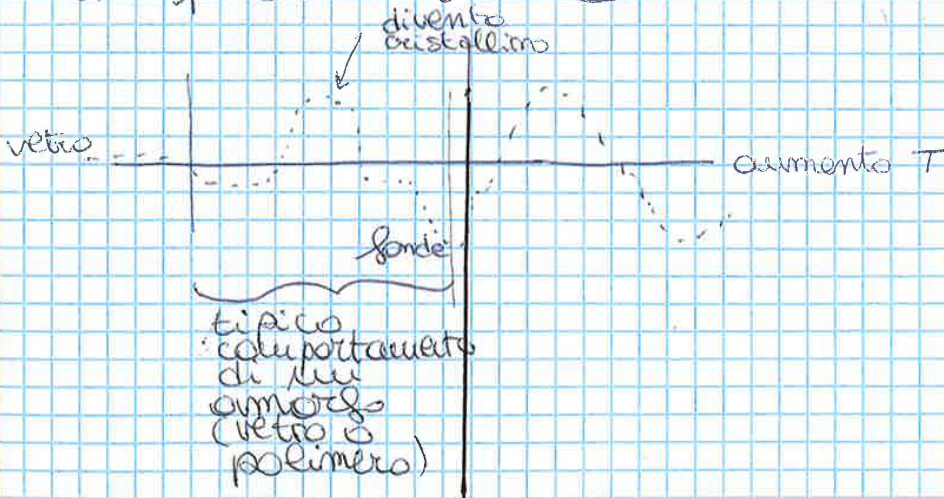 diventa
cristallino
vetro
aumento T
fonde
tipico
comportamento
di un
amorfo
(vetro o
polimero)